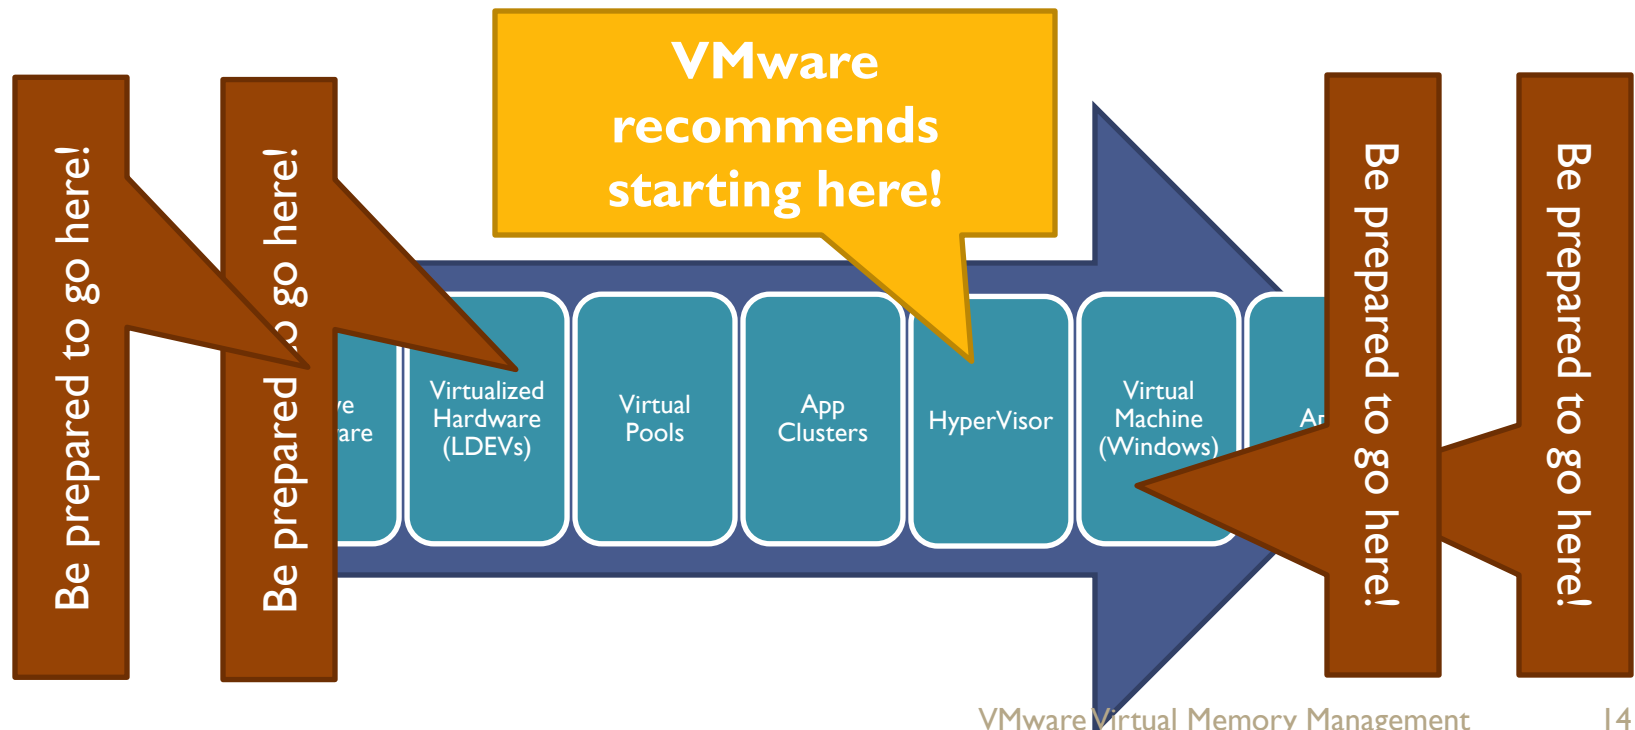 VMware
recommends
starting here!
Be prepared to go here!
Be prepared to go here!
Virtualized
Hardware
(LDEVs)
Virtual
Pools
App
Clusters
HyperVisor
Virtual
Machine
(Windows)
Be prepared to go here!
Be prepared to go here!
VMware Virtual Memory Management
14